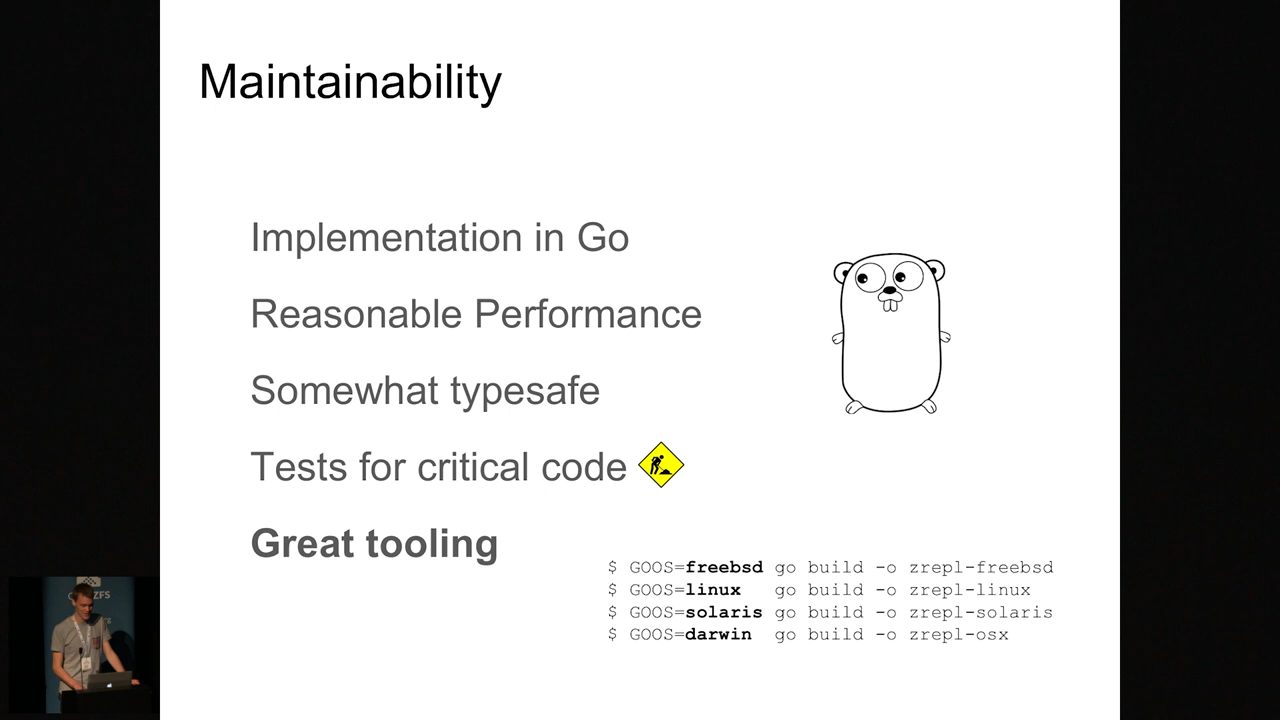 Maintainability
Implementation in Go
Reasonable Performance
Somewhat typesafe
Tests for critical code
Great tooling
$ GOOS=freebsd go build -o zrepl-freebsd
$ GOOS=linux   go build -o zrepl-linux
$ GOOS=solaris go build -o zrepl-solaris
$ GOOS=darwin  go build -o zrepl-osx
ZFS